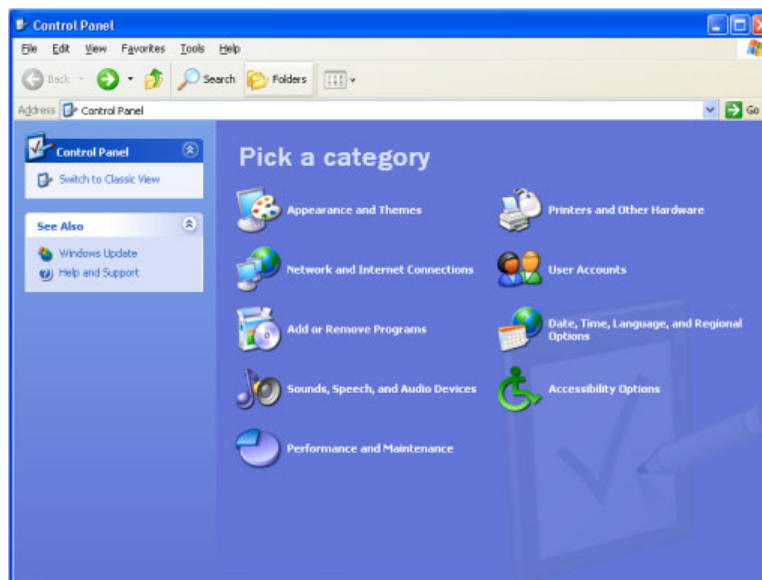 Control Panel
File Edit View Favorites Tools Help
Back Search Folders
Address Control Panel Go
Control Panel
Switch to Classic View
See Also
Windows Update
Help and Support
Pick a category
Appearance and Themes
Printers and Other Hardware
Network and Internet Connections
User Accounts
Add or Remove Programs
Date, Time, Language, and Regional
Options
Sounds, Speech, and Audio Devices
Accessibility Options
Performance and Maintenance